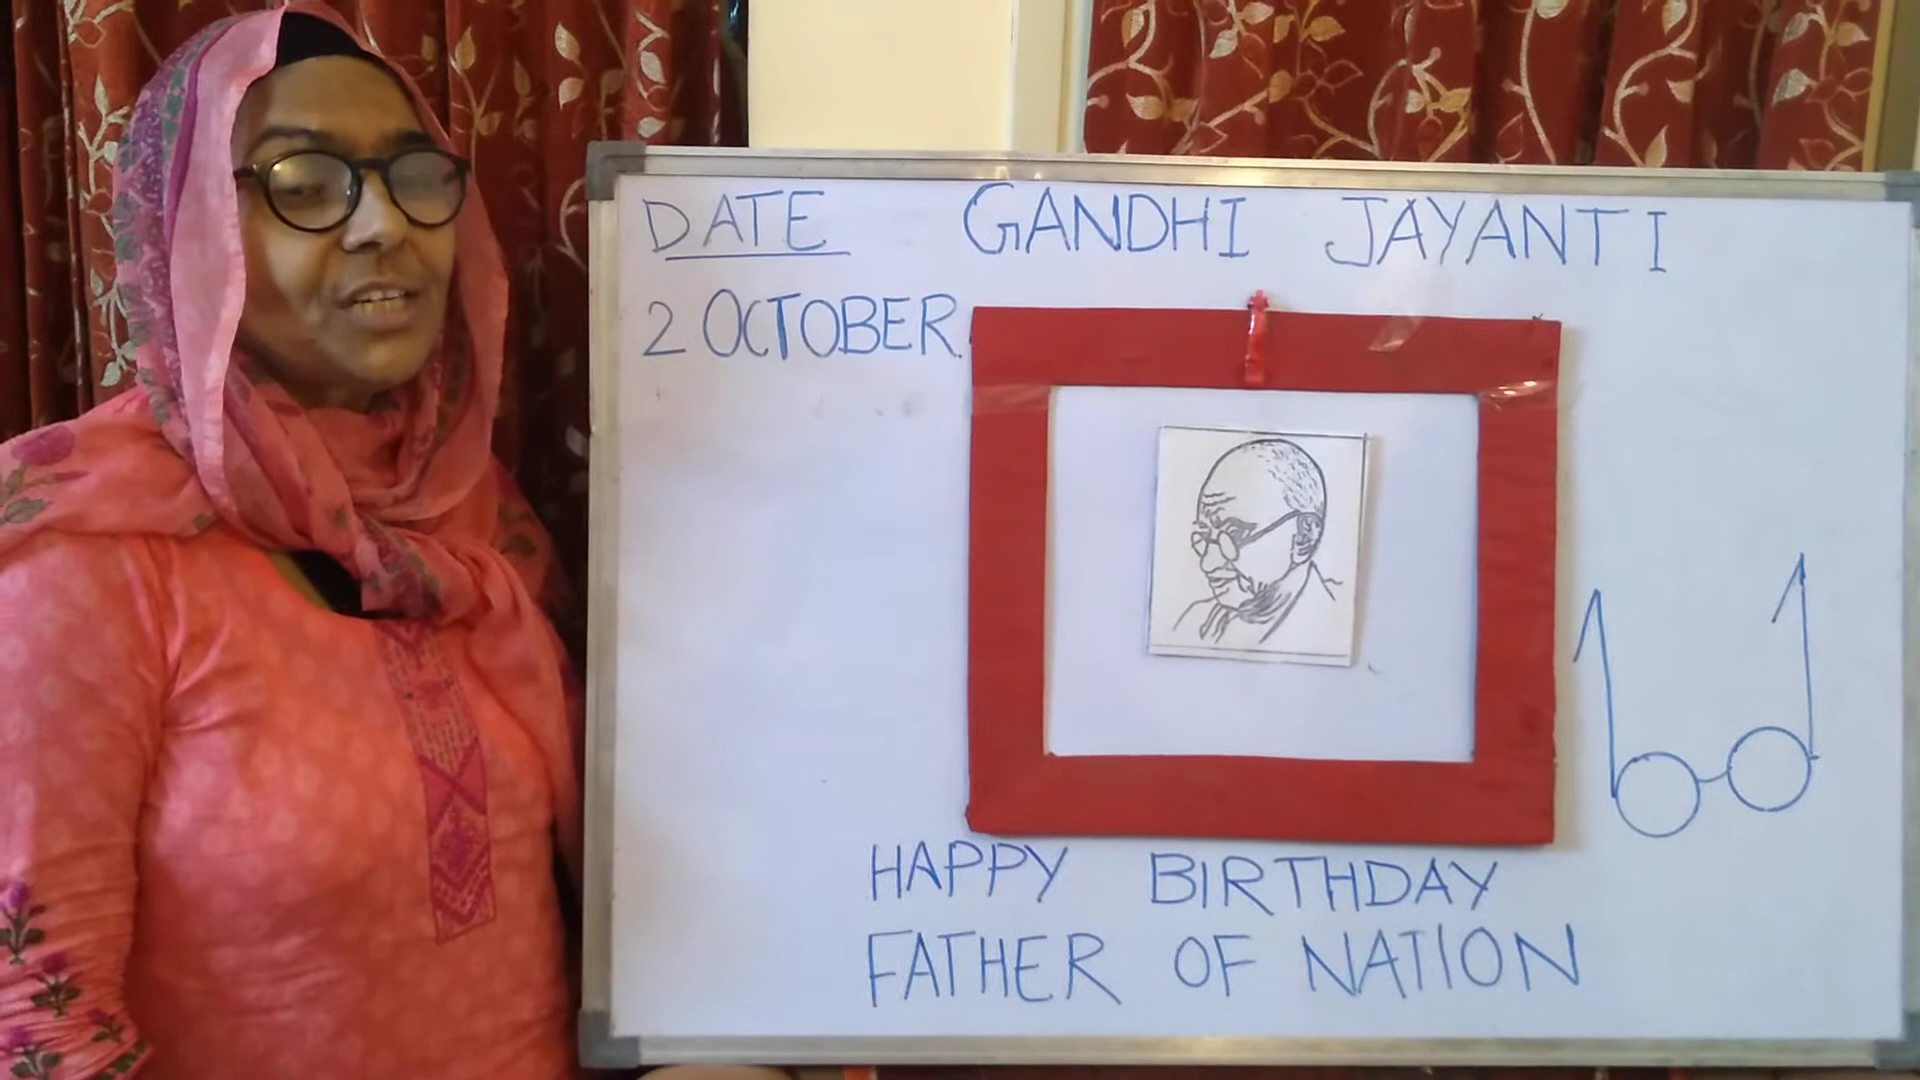 DATE GANDHI JAYANTI
2 OCTOBER
HAPPY BIRTHDAY
FATHER OF NATION